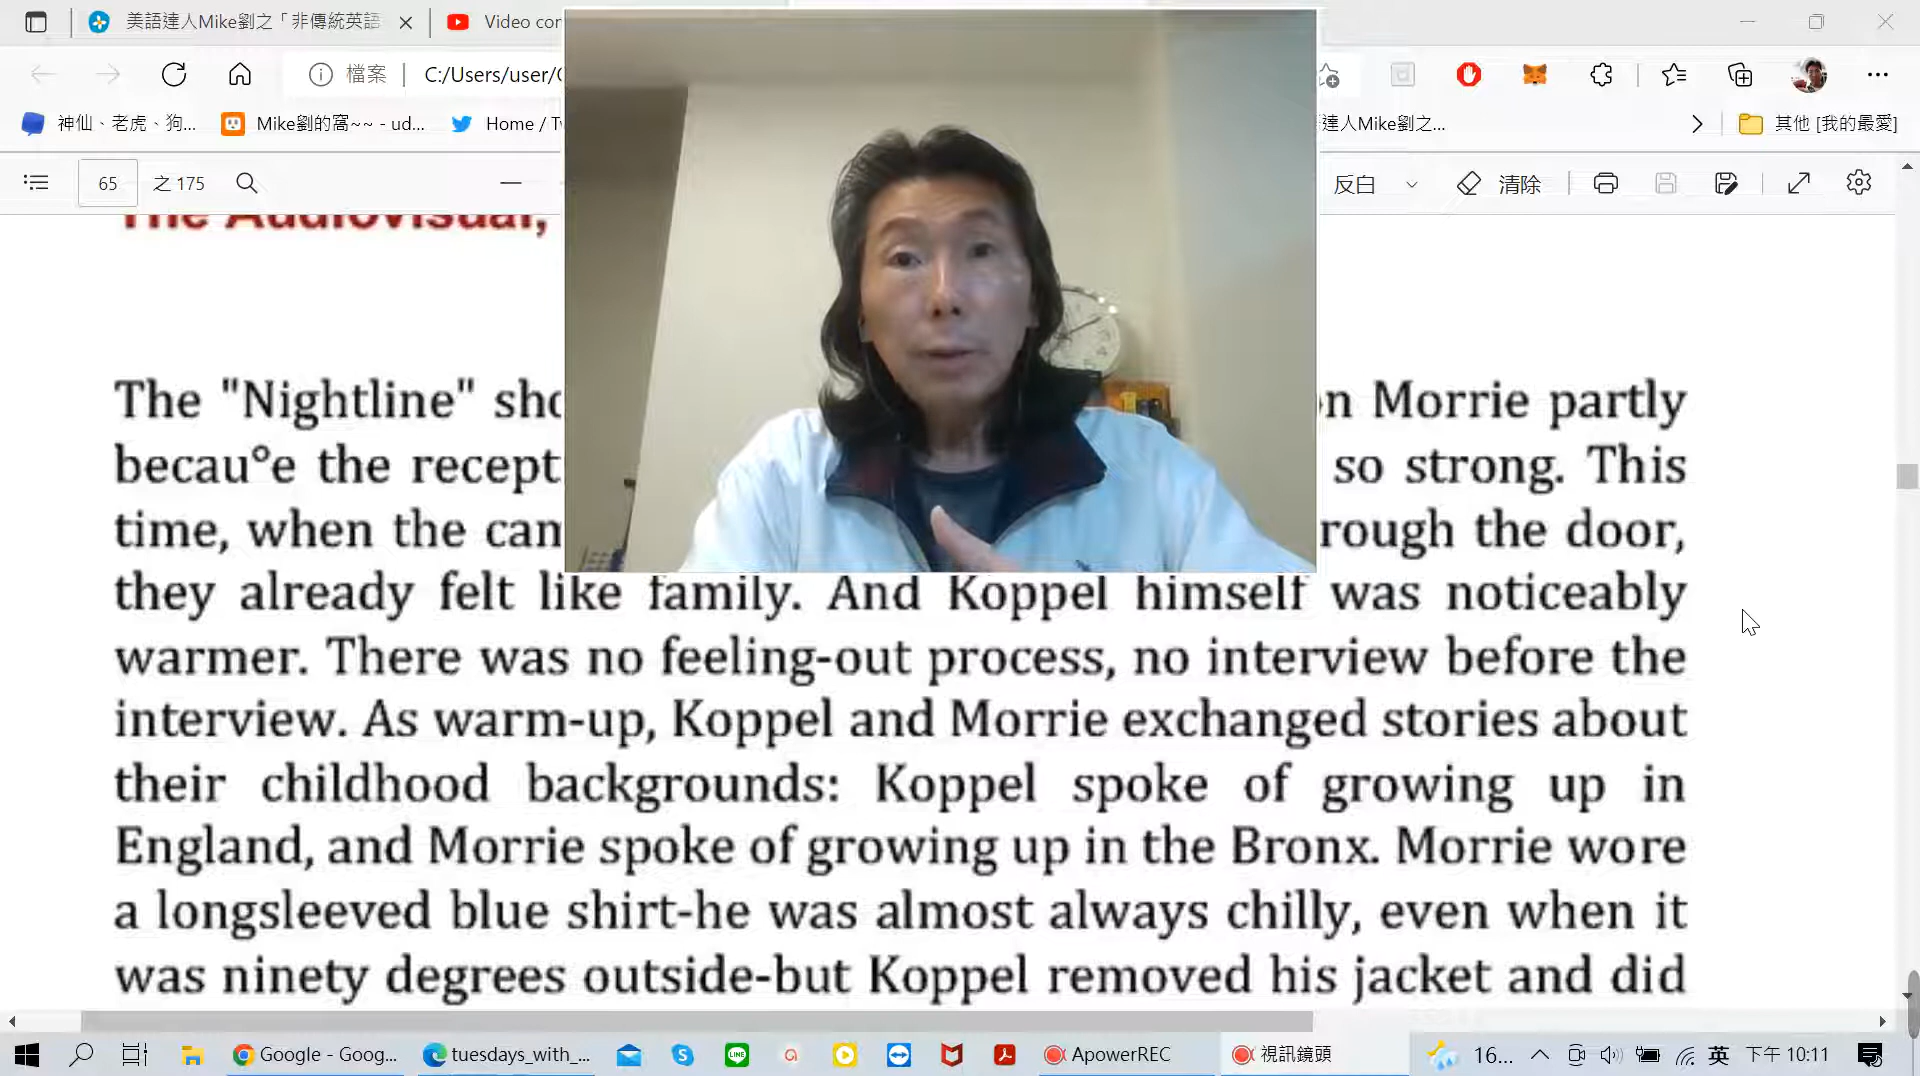 美語達人Mike劉之「非傳統英語
Video cor
檔案
C:/Users/user/
神仙、老虎、狗...
Mike劉的窩~~ - ud...
Home / Tw
達人Mike劉之...
其他 [我的最愛]
65
之 175
反白
清除
The Audiovisual,
The "Nightline" sho
on Morrie partly
becau°e the recept
so strong. This
time, when the cam
rough the door,
they already felt like family. And Koppel himself was noticeably
warmer. There was no feeling-out process, no interview before the
interview. As warm-up, Koppel and Morrie exchanged stories about
their childhood backgrounds: Koppel spoke of growing up in
England, and Morrie spoke of growing up in the Bronx. Morrie wore
a longsleeved blue shirt-he was almost always chilly, even when it
was ninety degrees outside-but Koppel removed his jacket and did
Google - Goog...
tuesdays_with_...
LINE
ApowerREC
視訊鏡頭
16...
英
下午 10:11